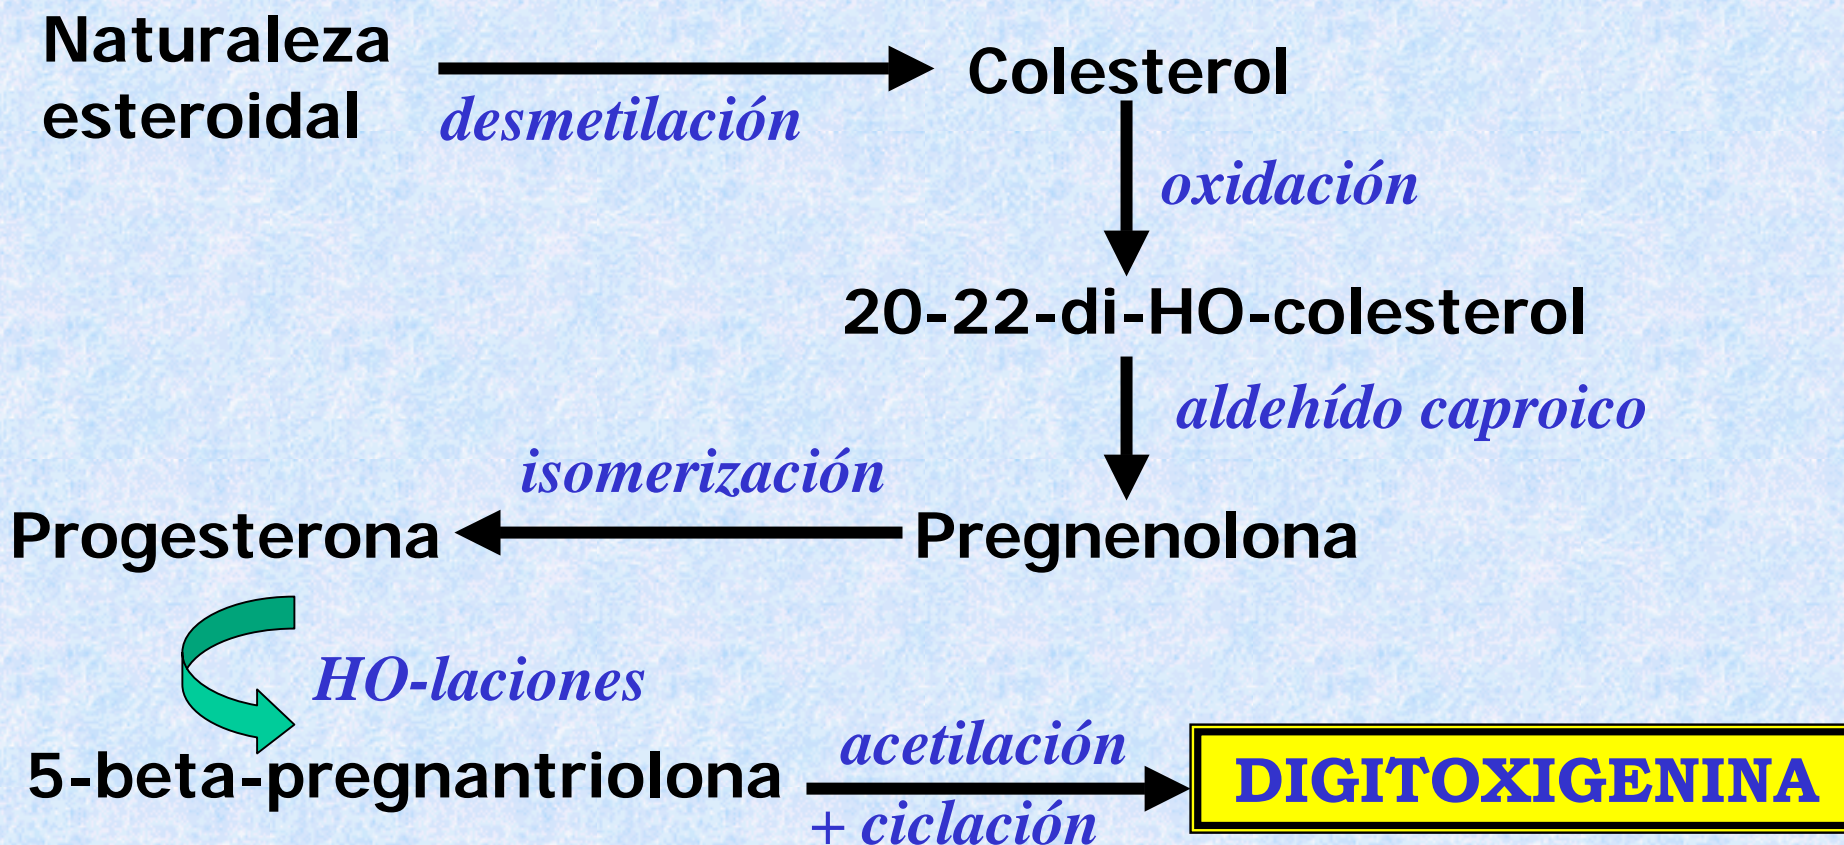 Naturaleza
esteroidal
desmetilación
Colesterol
oxidación
20-22-di-HO-colesterol
aldehído caproico
isomerización
Progesterona
Pregnenolona
HO-laciones
5-beta-pregnantriolona
acetilación
+ ciclación
DIGITOXIGENINA